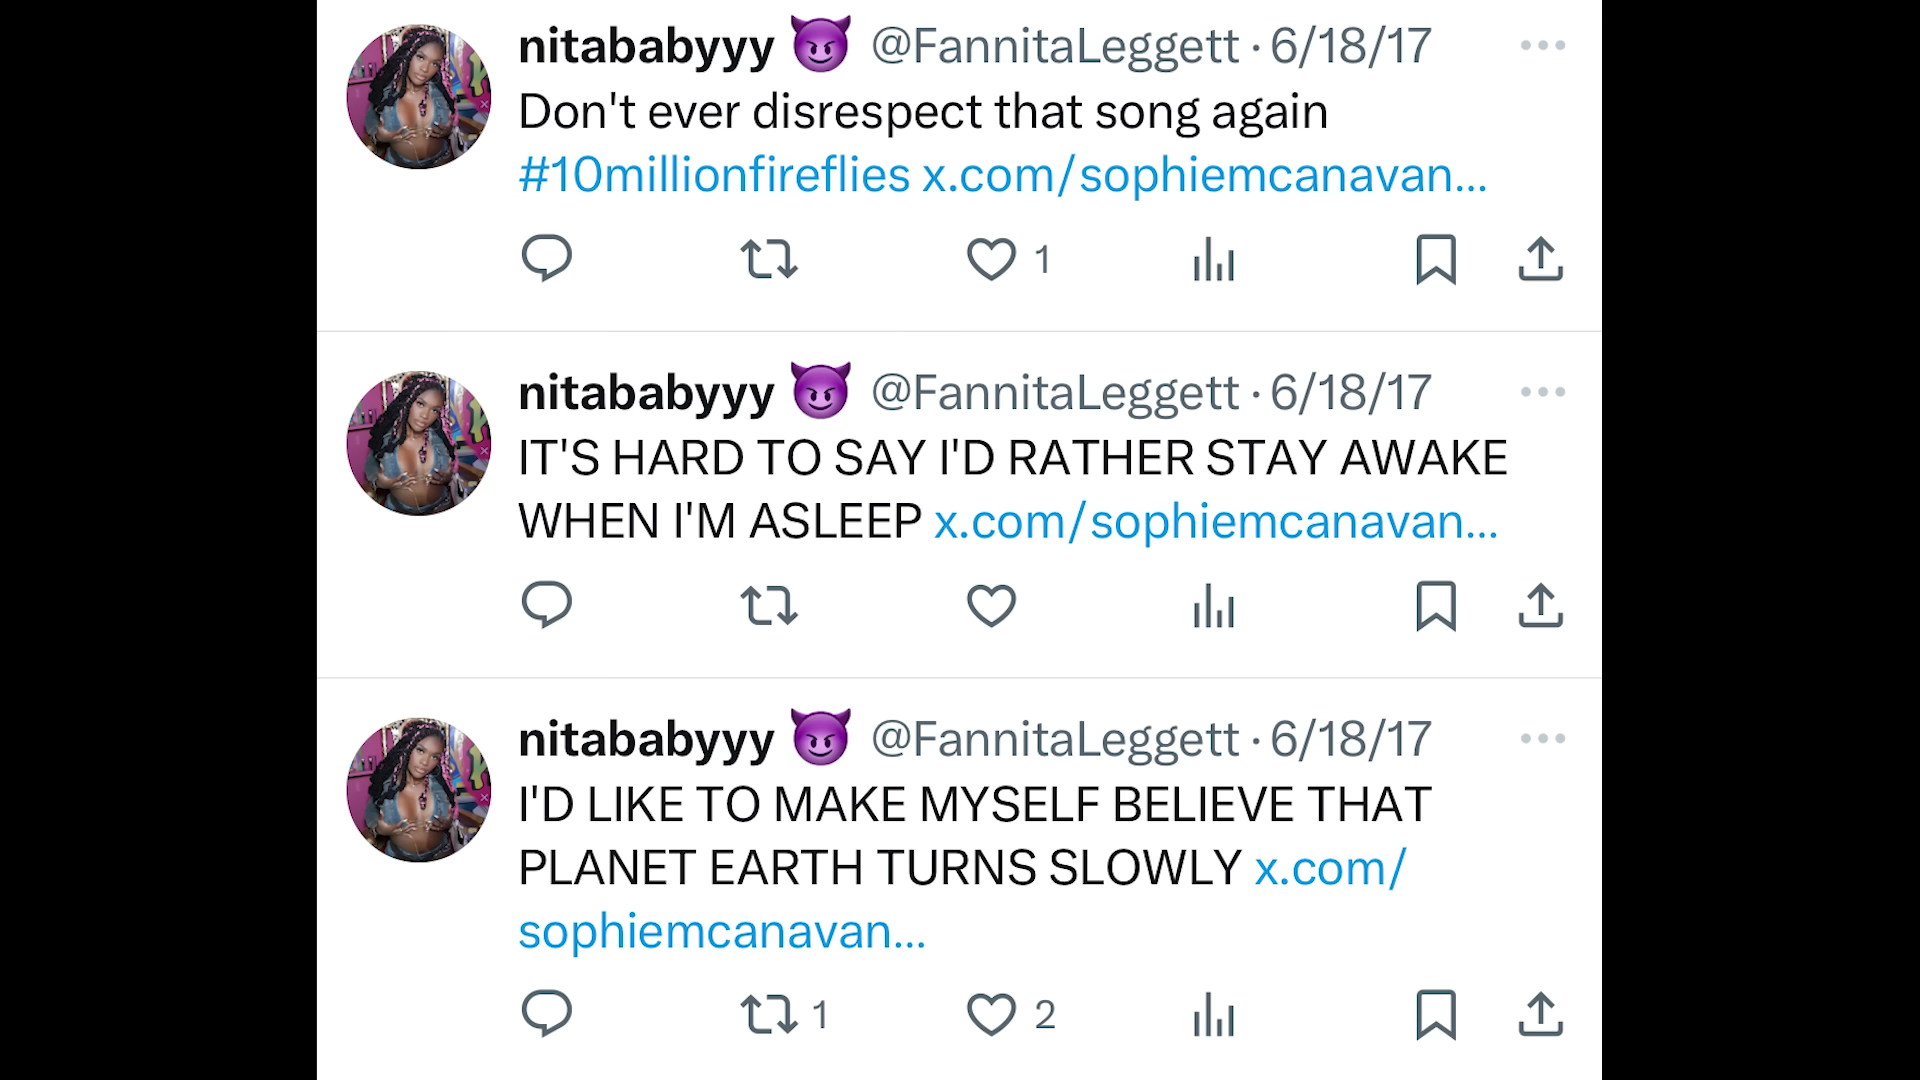 nitababyyy 😈 @FannitaLeggett · 6/18/17
Don't ever disrespect that song again
#10millionfireflies x.com/sophiemcanavan...
1
nitababyyy 😈 @FannitaLeggett · 6/18/17
IT'S HARD TO SAY I'D RATHER STAY AWAKE
WHEN I'M ASLEEP x.com/sophiemcanavan...
nitababyyy 😈 @FannitaLeggett · 6/18/17
I'D LIKE TO MAKE MYSELF BELIEVE THAT
PLANET EARTH TURNS SLOWLY x.com/
sophiemcanavan...
1 2